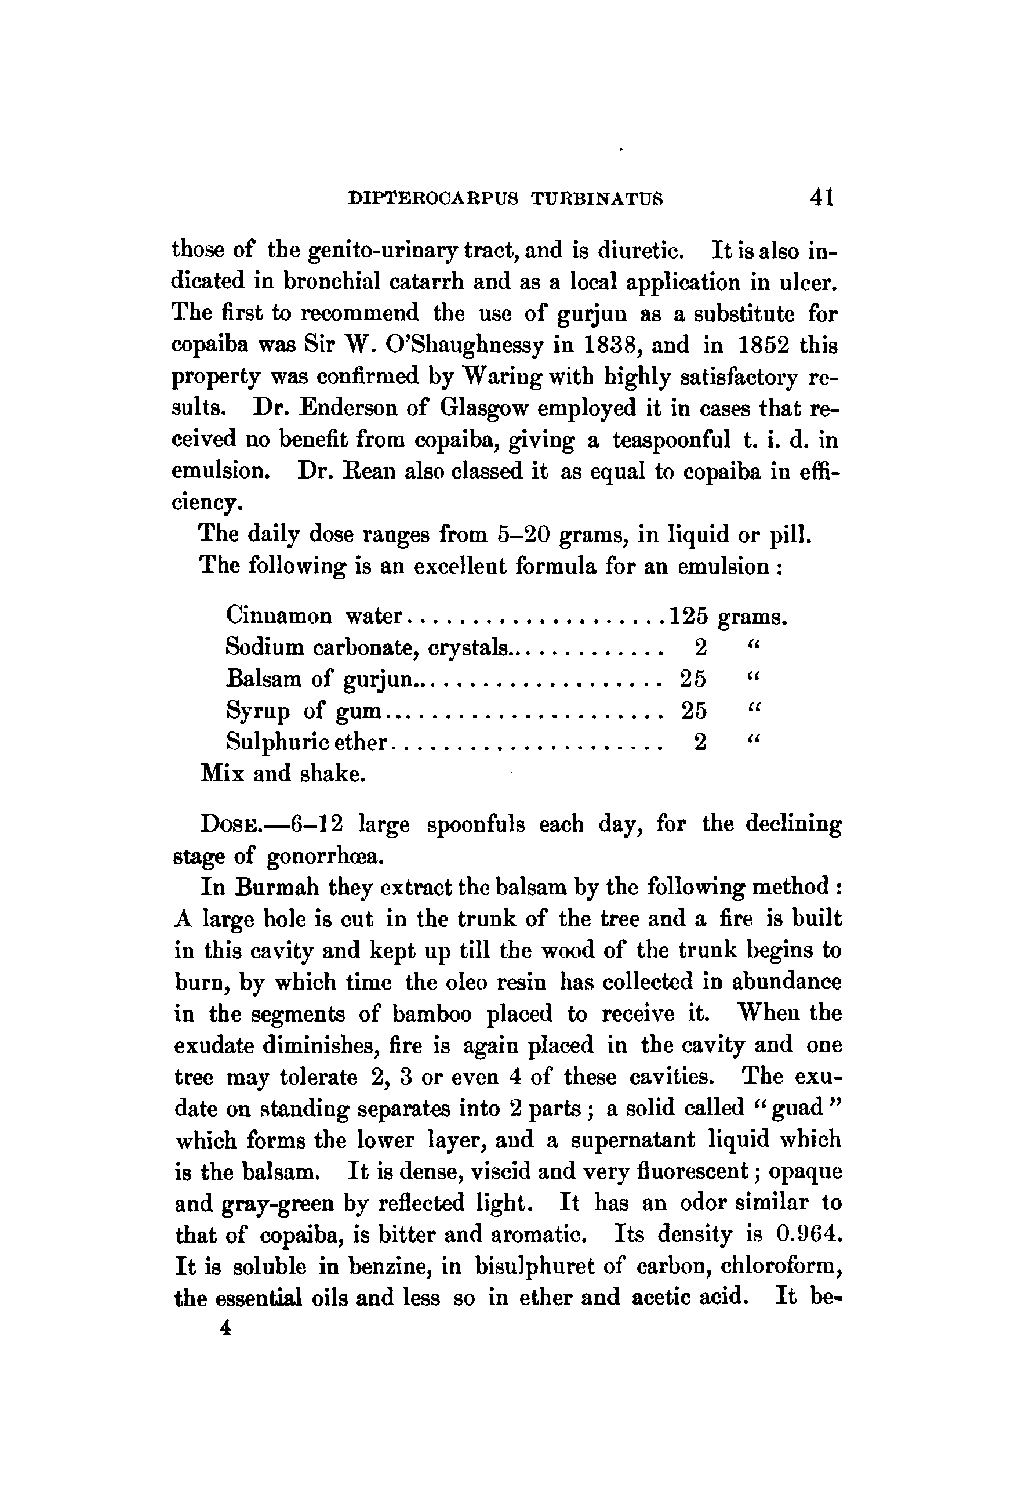 DIPTEROCARPUS TURBINATUS 41
those of the genito-urinary tract, and is diuretic. It is also in-
dicated in bronchial catarrh and as a local application in ulcer.
The first to recommend the use of gurjun as a substitute for
copaiba was Sir W. O'Shaughnessy in 1838, and in 1852 this
property was confirmed by Waring with highly satisfactory re-
sults. Dr. Enderson of Glasgow employed it in cases that re-
ceived no benefit from copaiba, giving a teaspoonful t. i. d. in
emulsion. Dr. Rean also classed it as equal to copaiba in effi-
ciency.
The daily dose ranges from 5–20 grams, in liquid or pill.
The following is an excellent formula for an emulsion :
Cinnamon water.....................125 grams.
Sodium carbonate, crystals............. 2 “
Balsam of gurjun.................... 25 “
Syrup of gum...................... 25 “
Sulphuric ether...................... 2 “
Mix and shake.
DOSE.—6–12 large spoonfuls each day, for the declining
stage of gonorrhœa.
In Burmah they extract the balsam by the following method :
A large hole is cut in the trunk of the tree and a fire is built
in this cavity and kept up till the wood of the trunk begins to
burn, by which time the oleo resin has collected in abundance
in the segments of bamboo placed to receive it. When the
exudate diminishes, fire is again placed in the cavity and one
tree may tolerate 2, 3 or even 4 of these cavities. The exu-
date on standing separates into 2 parts ; a solid called “guad”
which forms the lower layer, and a supernatant liquid which
is the balsam. It is dense, viscid and very fluorescent ; opaque
and gray-green by reflected light. It has an odor similar to
that of copaiba, is bitter and aromatic. Its density is 0.964.
It is soluble in benzine, in bisulphuret of carbon, chloroform,
the essential oils and less so in ether and acetic acid. It be-
4